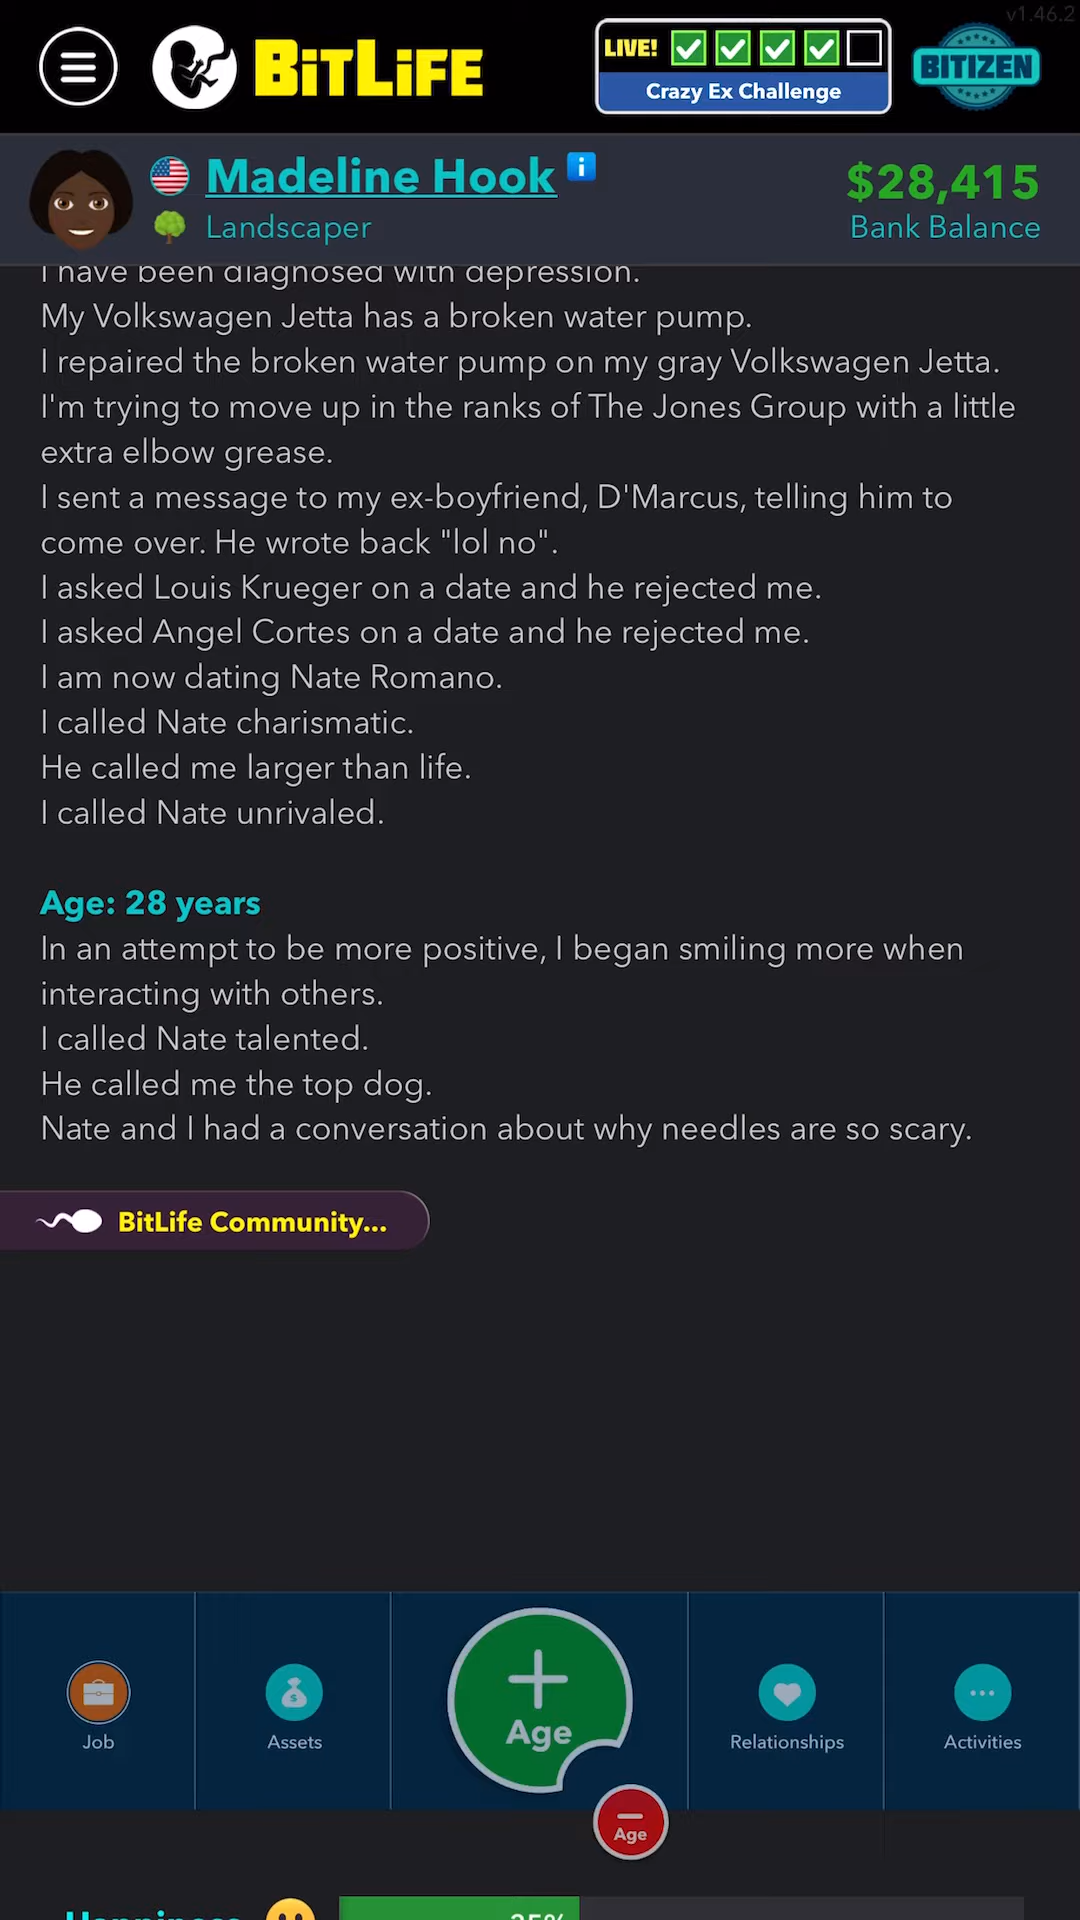 v1.46.2
BiTLiFE
LIVE!
Crazy Ex Challenge
BITIZEN
Madeline Hook
$28,415
Landscaper
Bank Balance
I have been diagnosed with depression.
My Volkswagen Jetta has a broken water pump.
I repaired the broken water pump on my gray Volkswagen Jetta.
I'm trying to move up in the ranks of The Jones Group with a little
extra elbow grease.
I sent a message to my ex-boyfriend, D'Marcus, telling him to
come over. He wrote back "lol no".
I asked Louis Krueger on a date and he rejected me.
I asked Angel Cortes on a date and he rejected me.
I am now dating Nate Romano.
I called Nate charismatic.
He called me larger than life.
I called Nate unrivaled.
Age: 28 years
In an attempt to be more positive, I began smiling more when
interacting with others.
I called Nate talented.
He called me the top dog.
Nate and I had a conversation about why needles are so scary.
BitLife Community...
Age
Job
Assets
Relationships
Activities
Age
Happiness
35%